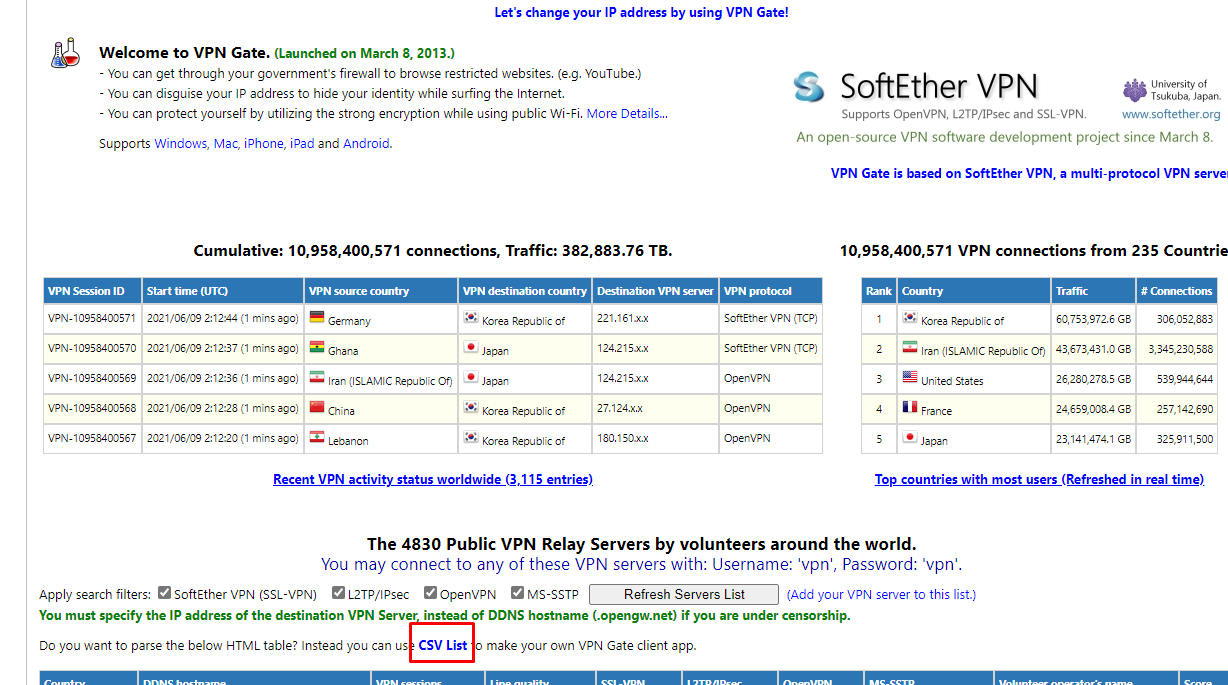 Let's change your IP address by using VPN Gate!
Welcome to VPN Gate. (Launched on March 8, 2013.)
- You can get through your government's firewall to browse restricted websites. (e.g. YouTube.)
- You can disguise your IP address to hide your identity while surfing the Internet.
- You can protect yourself by utilizing the strong encryption while using public Wi-Fi. More Details...
Supports Windows, Mac, iPhone, iPad and Android.
SoftEther VPN
Supports OpenVPN, L2TP/IPsec and SSL-VPN.
University of
Tsukuba, Japan.
www.softether.org
An open-source VPN software development project since March 8.
VPN Gate is based on SoftEther VPN, a multi-protocol VPN server
Cumulative: 10,958,400,571 connections, Traffic: 382,883.76 TB.
VPN Session ID Start time (UTC) VPN source country VPN destination country Destination VPN server VPN protocol
VPN-10958400571 2021/06/09 2:12:44 (1 mins ago) Germany Korea Republic of 221.161.x.x SoftEther VPN (TCP)
VPN-10958400570 2021/06/09 2:12:37 (1 mins ago) Ghana Japan 124.215.x.x SoftEther VPN (TCP)
VPN-10958400569 2021/06/09 2:12:36 (1 mins ago) Iran (ISLAMIC Republic Of) Japan 124.215.x.x OpenVPN
VPN-10958400568 2021/06/09 2:12:28 (1 mins ago) China Korea Republic of 27.124.x.x OpenVPN
VPN-10958400567 2021/06/09 2:12:20 (1 mins ago) Lebanon Korea Republic of 180.150.x.x OpenVPN
Recent VPN activity status worldwide (3,115 entries)
10,958,400,571 VPN connections from 235 Countrie
Rank Country Traffic # Connections
1 Korea Republic of 60,753,972.6 GB 306,052,883
2 Iran (ISLAMIC Republic Of) 43,673,431.0 GB 3,345,230,588
3 United States 26,280,278.5 GB 539,944,644
4 France 24,659,008.4 GB 257,142,690
5 Japan 23,141,474.1 GB 325,911,500
Top countries with most users (Refreshed in real time)
The 4830 Public VPN Relay Servers by volunteers around the world.
You may connect to any of these VPN servers with: Username: 'vpn', Password: 'vpn'.
Apply search filters: SoftEther VPN (SSL-VPN) L2TP/IPsec OpenVPN MS-SSTP Refresh Servers List (Add your VPN server to this list.)
You must specify the IP address of the destination VPN Server, instead of DDNS hostname (.opengw.net) if you are under censorship.
Do you want to parse the below HTML table? Instead you can use CSV List to make your own VPN Gate client app.
Country DDNS hostname VPN sessions Line quality SSL-VPN L2TP/IPsec OpenVPN MS-SSTP Volunteer operator's name Score